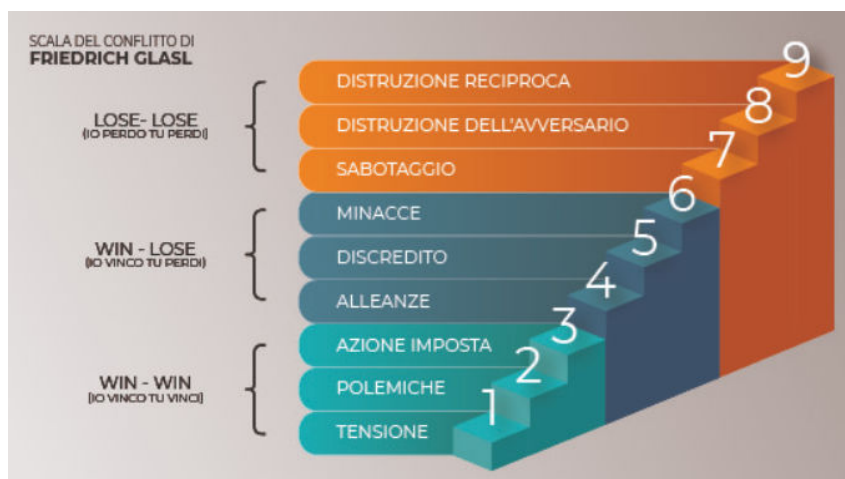 SCALA DEL CONFLITTO DI
FRIEDRICH GLASL
LOSE- LOSE
(IO PERDO TU PERDI)
WIN - LOSE
(IO VINCO TU PERDI)
WIN - WIN
[IO VINCO TU VINCI]
DISTRUZIONE RECIPROCA
DISTRUZIONE DELL'AVVERSARIO
SABOTAGGIO
MINACCE
DISCREDITO
ALLEANZE
AZIONE IMPOSTA
POLEMICHE
TENSIONE
9
8
7
6
5
4
3
2
1